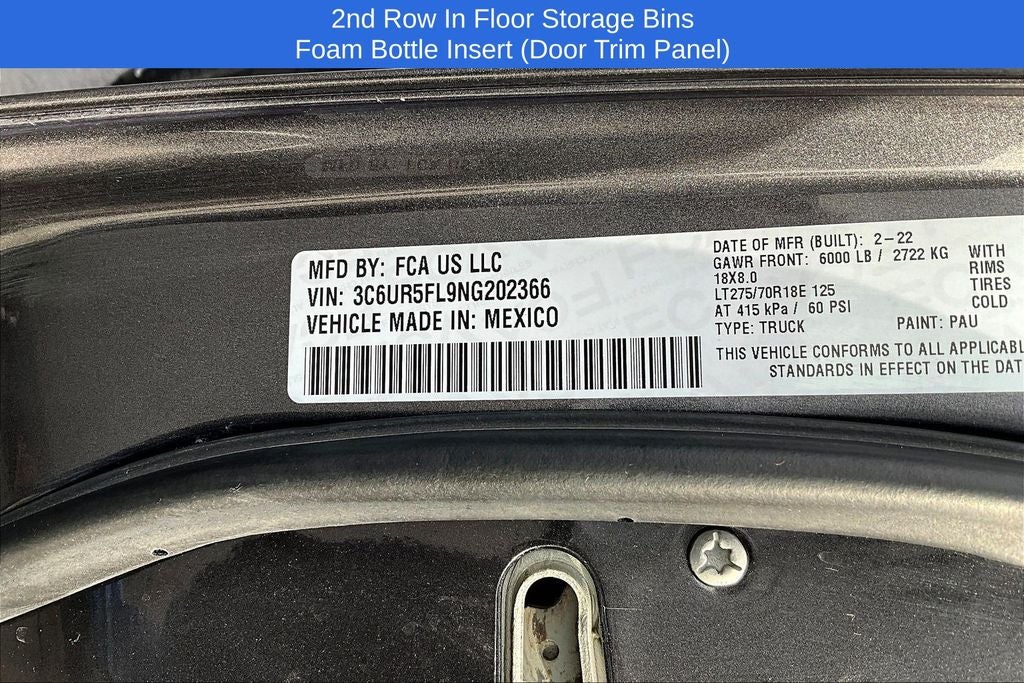 2nd Row In Floor Storage Bins
Foam Bottle Insert (Door Trim Panel)
MFD BY: FCA US LLC
VIN: 3C6UR5FL9NG202366
VEHICLE MADE IN: MEXICO
DATE OF MFR (BUILT): 2-22
GAWR FRONT: 6000 LB / 2722 KG
18X8.0
LT275/70R18E 125
AT 415 kPa / 60 PSI
TYPE: TRUCK PAINT: PAU
WITH
RIMS
TIRES
COLD
THIS VEHICLE CONFORMS TO ALL APPLICABL
STANDARDS IN EFFECT ON THE DAT